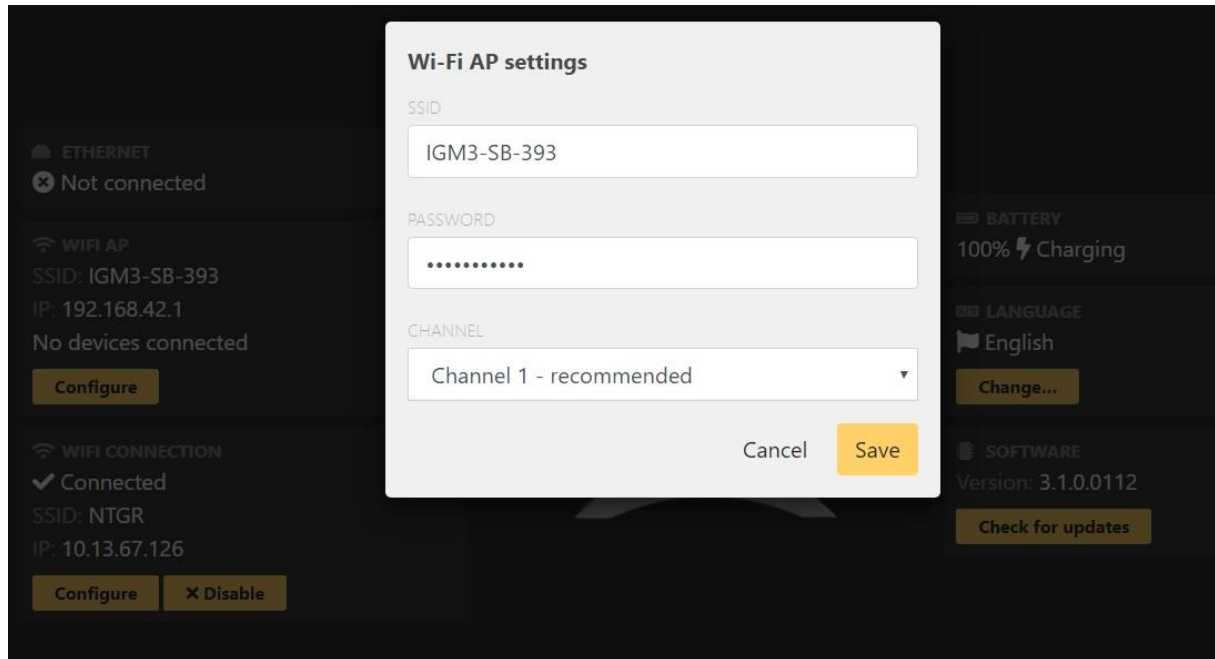 Wi-Fi AP settings
SSID
IGM3-SB-393
PASSWORD
•••••••••••
CHANNEL
Channel 1 - recommended
Cancel
Save
ETHERNET
Not connected
WIFI AP
SSID: IGM3-SB-393
IP: 192.168.42.1
No devices connected
Configure
WIFI CONNECTION
Connected
SSID: NTGR
IP: 10.13.67.126
Configure
Disable
BATTERY
100% Charging
LANGUAGE
English
Change...
SOFTWARE
Version: 3.1.0.0112
Check for updates